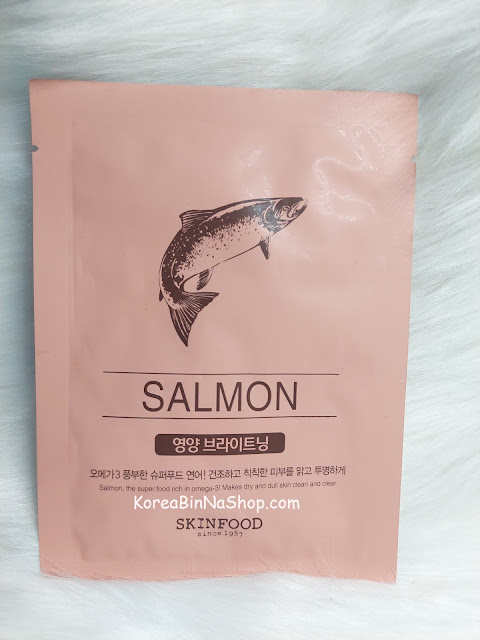 SALMON
영양 브라이트닝
오메가3 풍부한 슈퍼푸드 연어! 건조하고 칙칙한 피부를 맑고 투명하게
Salmon, the super food rich in omega-3! Makes dry and dull skin clean and clear
KoreaBinNaShop.com
SKINFOOD
since 1957